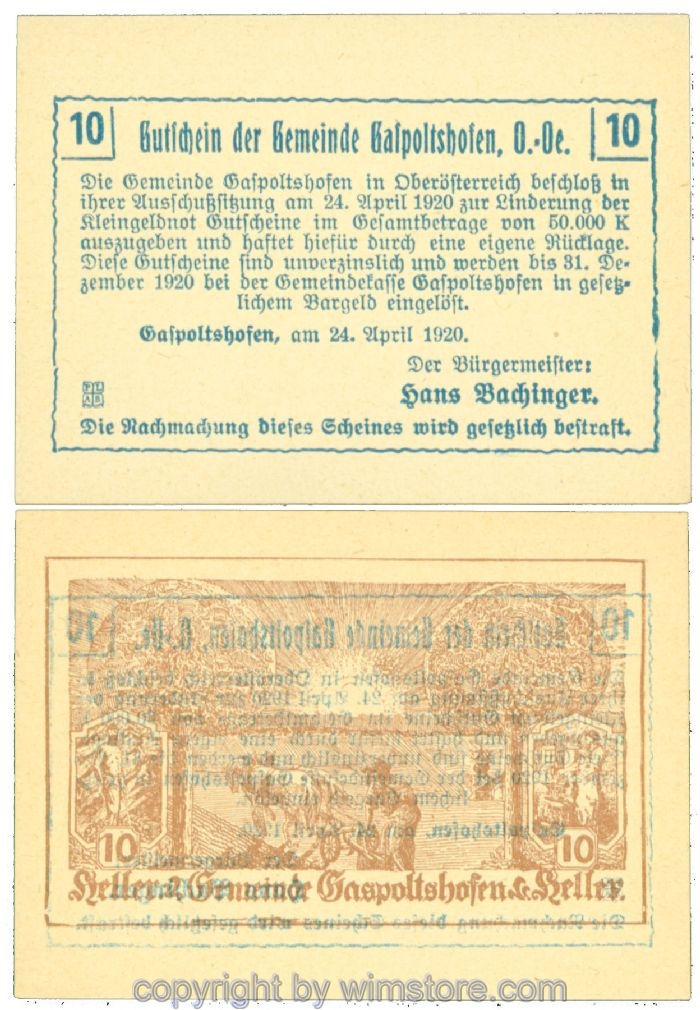 10 Gutschein der Gemeinde Gaspoltshofen, O.-Oe. 10
Die Gemeinde Gaspoltshofen in Oberösterreich beschloß in
ihrer Ausschußsitzung am 24. April 1920 zur Linderung der
Kleingeldnot Gutscheine im Gesamtbetrage von 50.000 K
auszugeben und haftet hiefür durch eine eigene Rücklage.
Diese Gutscheine sind unverzinslich und werden bis 31. De-
zember 1920 bei der Gemeindekasse Gaspoltshofen in gesetz-
lichem Bargeld eingelöst.
Gaspoltshofen, am 24. April 1920.
Der Bürgermeister:
Hans Bachinger.
Die Nachmachung dieses Scheines wird gesetzlich bestraft.
10 10
Heller d. Gemeinde Gaspoltshofen Heller
copyright by wimstore.com